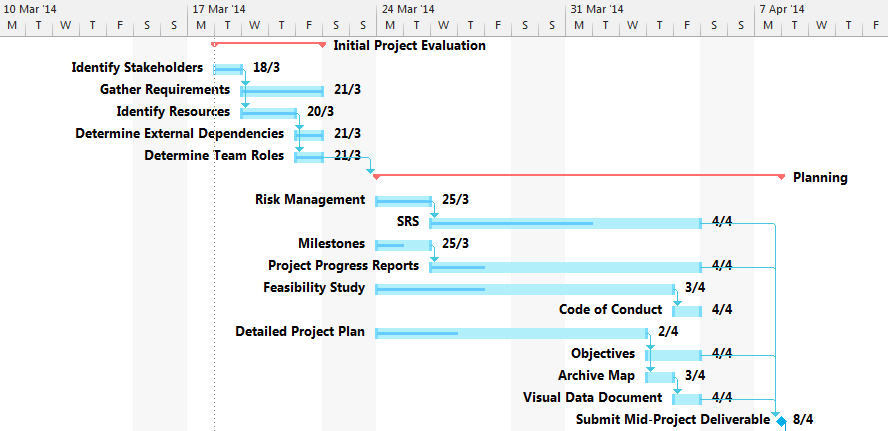 10 Mar '14 17 Mar '14 24 Mar '14 31 Mar '14 7 Apr '14
M T W T F S S M T W T F S S M T W T F S S M T W T F S S M T W T F
Initial Project Evaluation
Identify Stakeholders 18/3
Gather Requirements 21/3
Identify Resources 20/3
Determine External Dependencies 21/3
Determine Team Roles 21/3
Planning
Risk Management 25/3
SRS 4/4
Milestones 25/3
Project Progress Reports 4/4
Feasibility Study 3/4
Code of Conduct 4/4
Detailed Project Plan 2/4
Objectives 4/4
Archive Map 3/4
Visual Data Document 4/4
Submit Mid-Project Deliverable 8/4